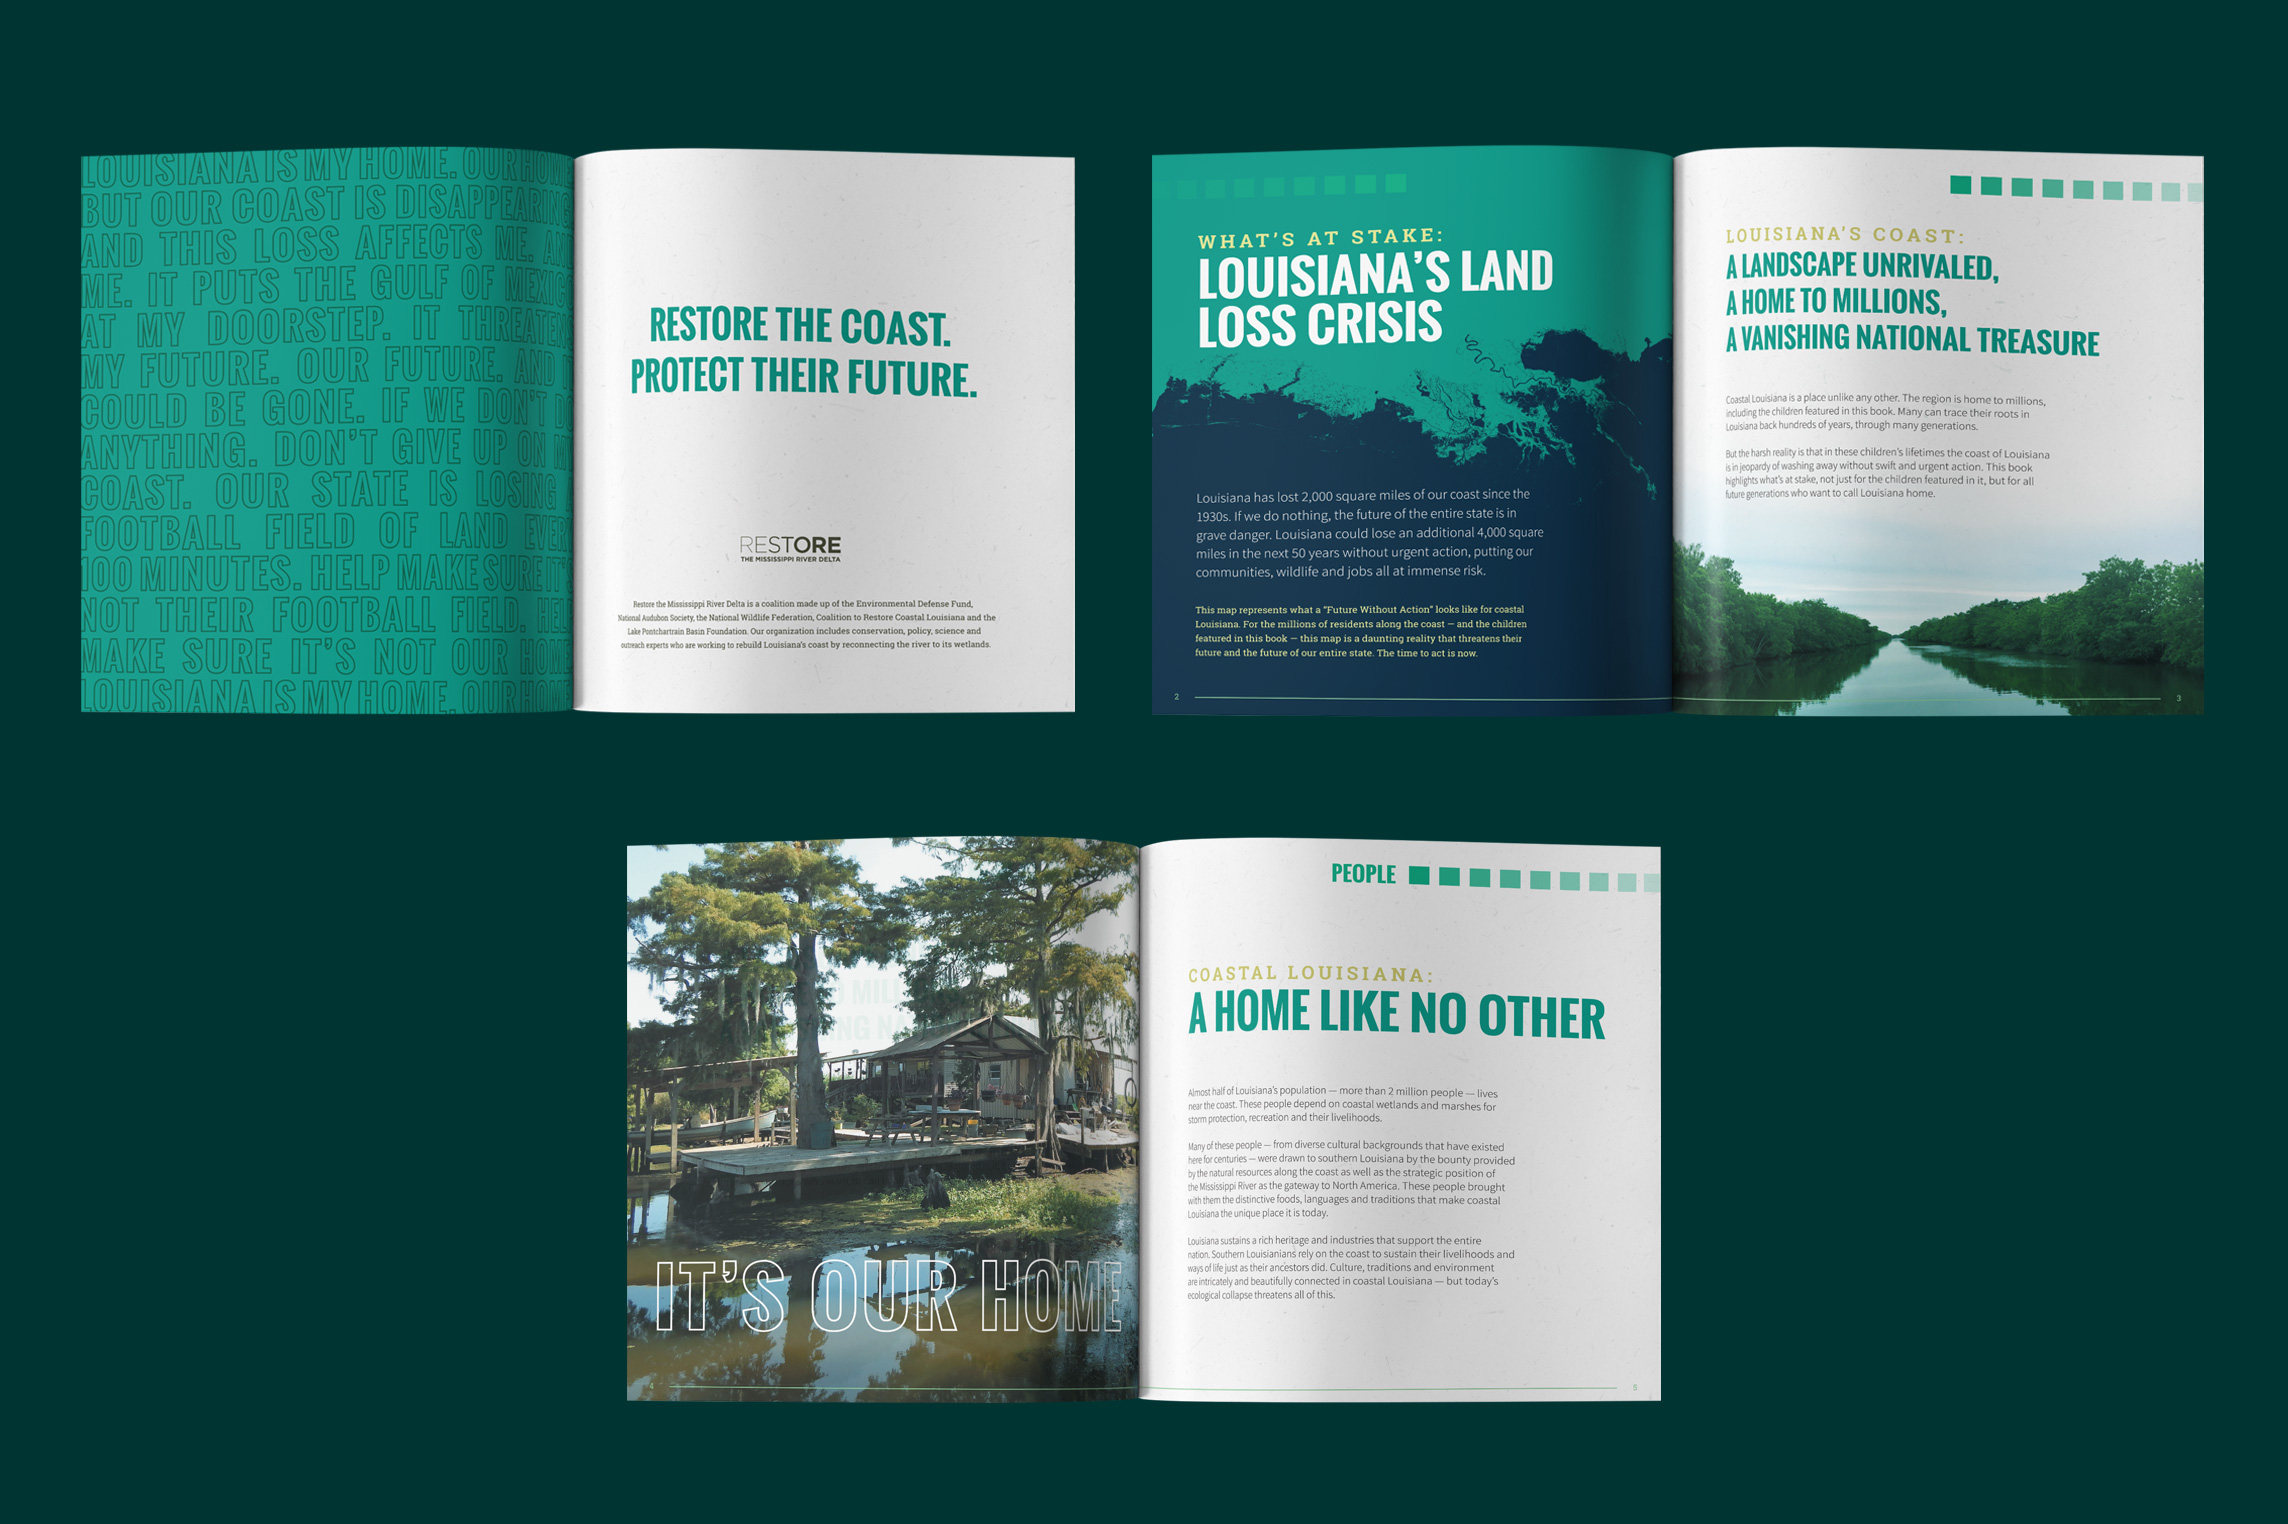 LOUISIANA IS MY HOME. OUR HOME
BUT OUR COAST IS DISAPPEARING
AND THIS LOSS AFFECTS ME. AND
ME. IT PUTS THE GULF OF MEXICO
AT MY DOORSTEP. IT THREATENS
MY FUTURE. OUR FUTURE. AND IT
COULD BE GONE. IF WE DON'T DO
ANYTHING. DON'T GIVE UP ON MY
COAST. OUR STATE IS LOSING A
FOOTBALL FIELD OF LAND EVERY
100 MINUTES. HELP MAKE SURE IT'S
NOT THEIR FOOTBALL FIELD. HELP
MAKE SURE IT'S NOT OUR HOME
LOUISIANA IS MY HOME. OUR HOME
RESTORE THE COAST.
PROTECT THEIR FUTURE.
RESTORE
THE MISSISSIPPI RIVER DELTA
Restore the Mississippi River Delta is a coalition made up of the Environmental Defense Fund,
National Audubon Society, the National Wildlife Federation, Coalition to Restore Coastal Louisiana and the
Lake Pontchartrain Basin Foundation. Our organization includes conservation, policy, science and
outreach experts who are working to rebuild Louisiana's coast by reconnecting the river to its wetlands.
WHAT'S AT STAKE:
LOUISIANA'S LAND
LOSS CRISIS
Louisiana has lost 2,000 square miles of our coast since the
1930s. If we do nothing, the future of the entire state is in
grave danger. Louisiana could lose an additional 4,000 square
miles in the next 50 years without urgent action, putting our
communities, wildlife and jobs all at immense risk.
This map represents what a "Future Without Action" looks like for coastal
Louisiana. For the millions of residents along the coast — and the children
featured in this book — this map is a daunting reality that threatens their
future and the future of our entire state. The time to act is now.
2
LOUISIANA'S COAST:
A LANDSCAPE UNRIVALED,
A HOME TO MILLIONS,
A VANISHING NATIONAL TREASURE
Coastal Louisiana is a place unlike any other. The region is home to millions,
including the children featured in this book. Many can trace their roots in
Louisiana back hundreds of years, through many generations.
But the harsh reality is that in these children's lifetimes the coast of Louisiana
is in jeopardy of washing away without swift and urgent action. This book
highlights what's at stake, not just for the children featured in it, but for all
future generations who want to call Louisiana home.
3
IT'S OUR HOME
4
PEOPLE
COASTAL LOUISIANA:
A HOME LIKE NO OTHER
Almost half of Louisiana's population — more than 2 million people — lives
near the coast. These people depend on coastal wetlands and marshes for
storm protection, recreation and their livelihoods.
Many of these people — from diverse cultural backgrounds that have existed
here for centuries — were drawn to southern Louisiana by the bounty provided
by the natural resources along the coast as well as the strategic position of
the Mississippi River as the gateway to North America. These people brought
with them the distinctive foods, languages and traditions that make coastal
Louisiana the unique place it is today.
Louisiana sustains a rich heritage and industries that support the entire
nation. Southern Louisianans rely on the coast to sustain their livelihoods and
ways of life just as their ancestors did. Culture, traditions and environment
are intricately and beautifully connected in coastal Louisiana — but today's
ecological collapse threatens all of this.
5